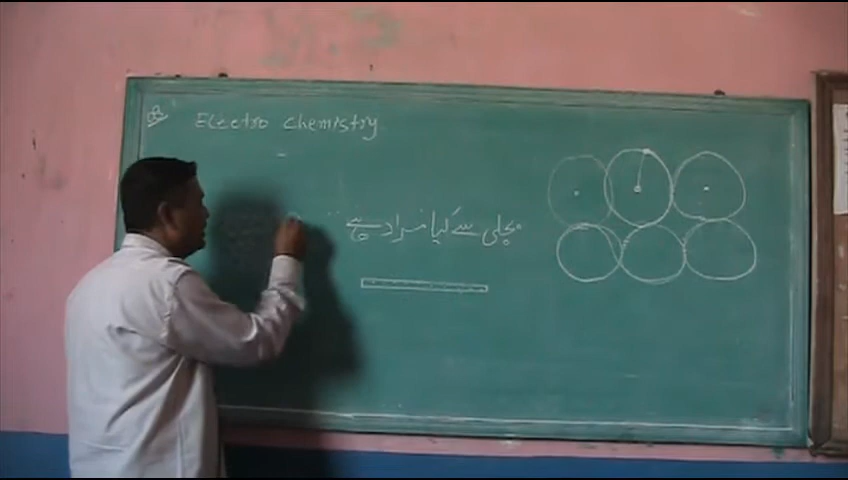 Electro Chemistry
بجلی سے کیا مراد ہے